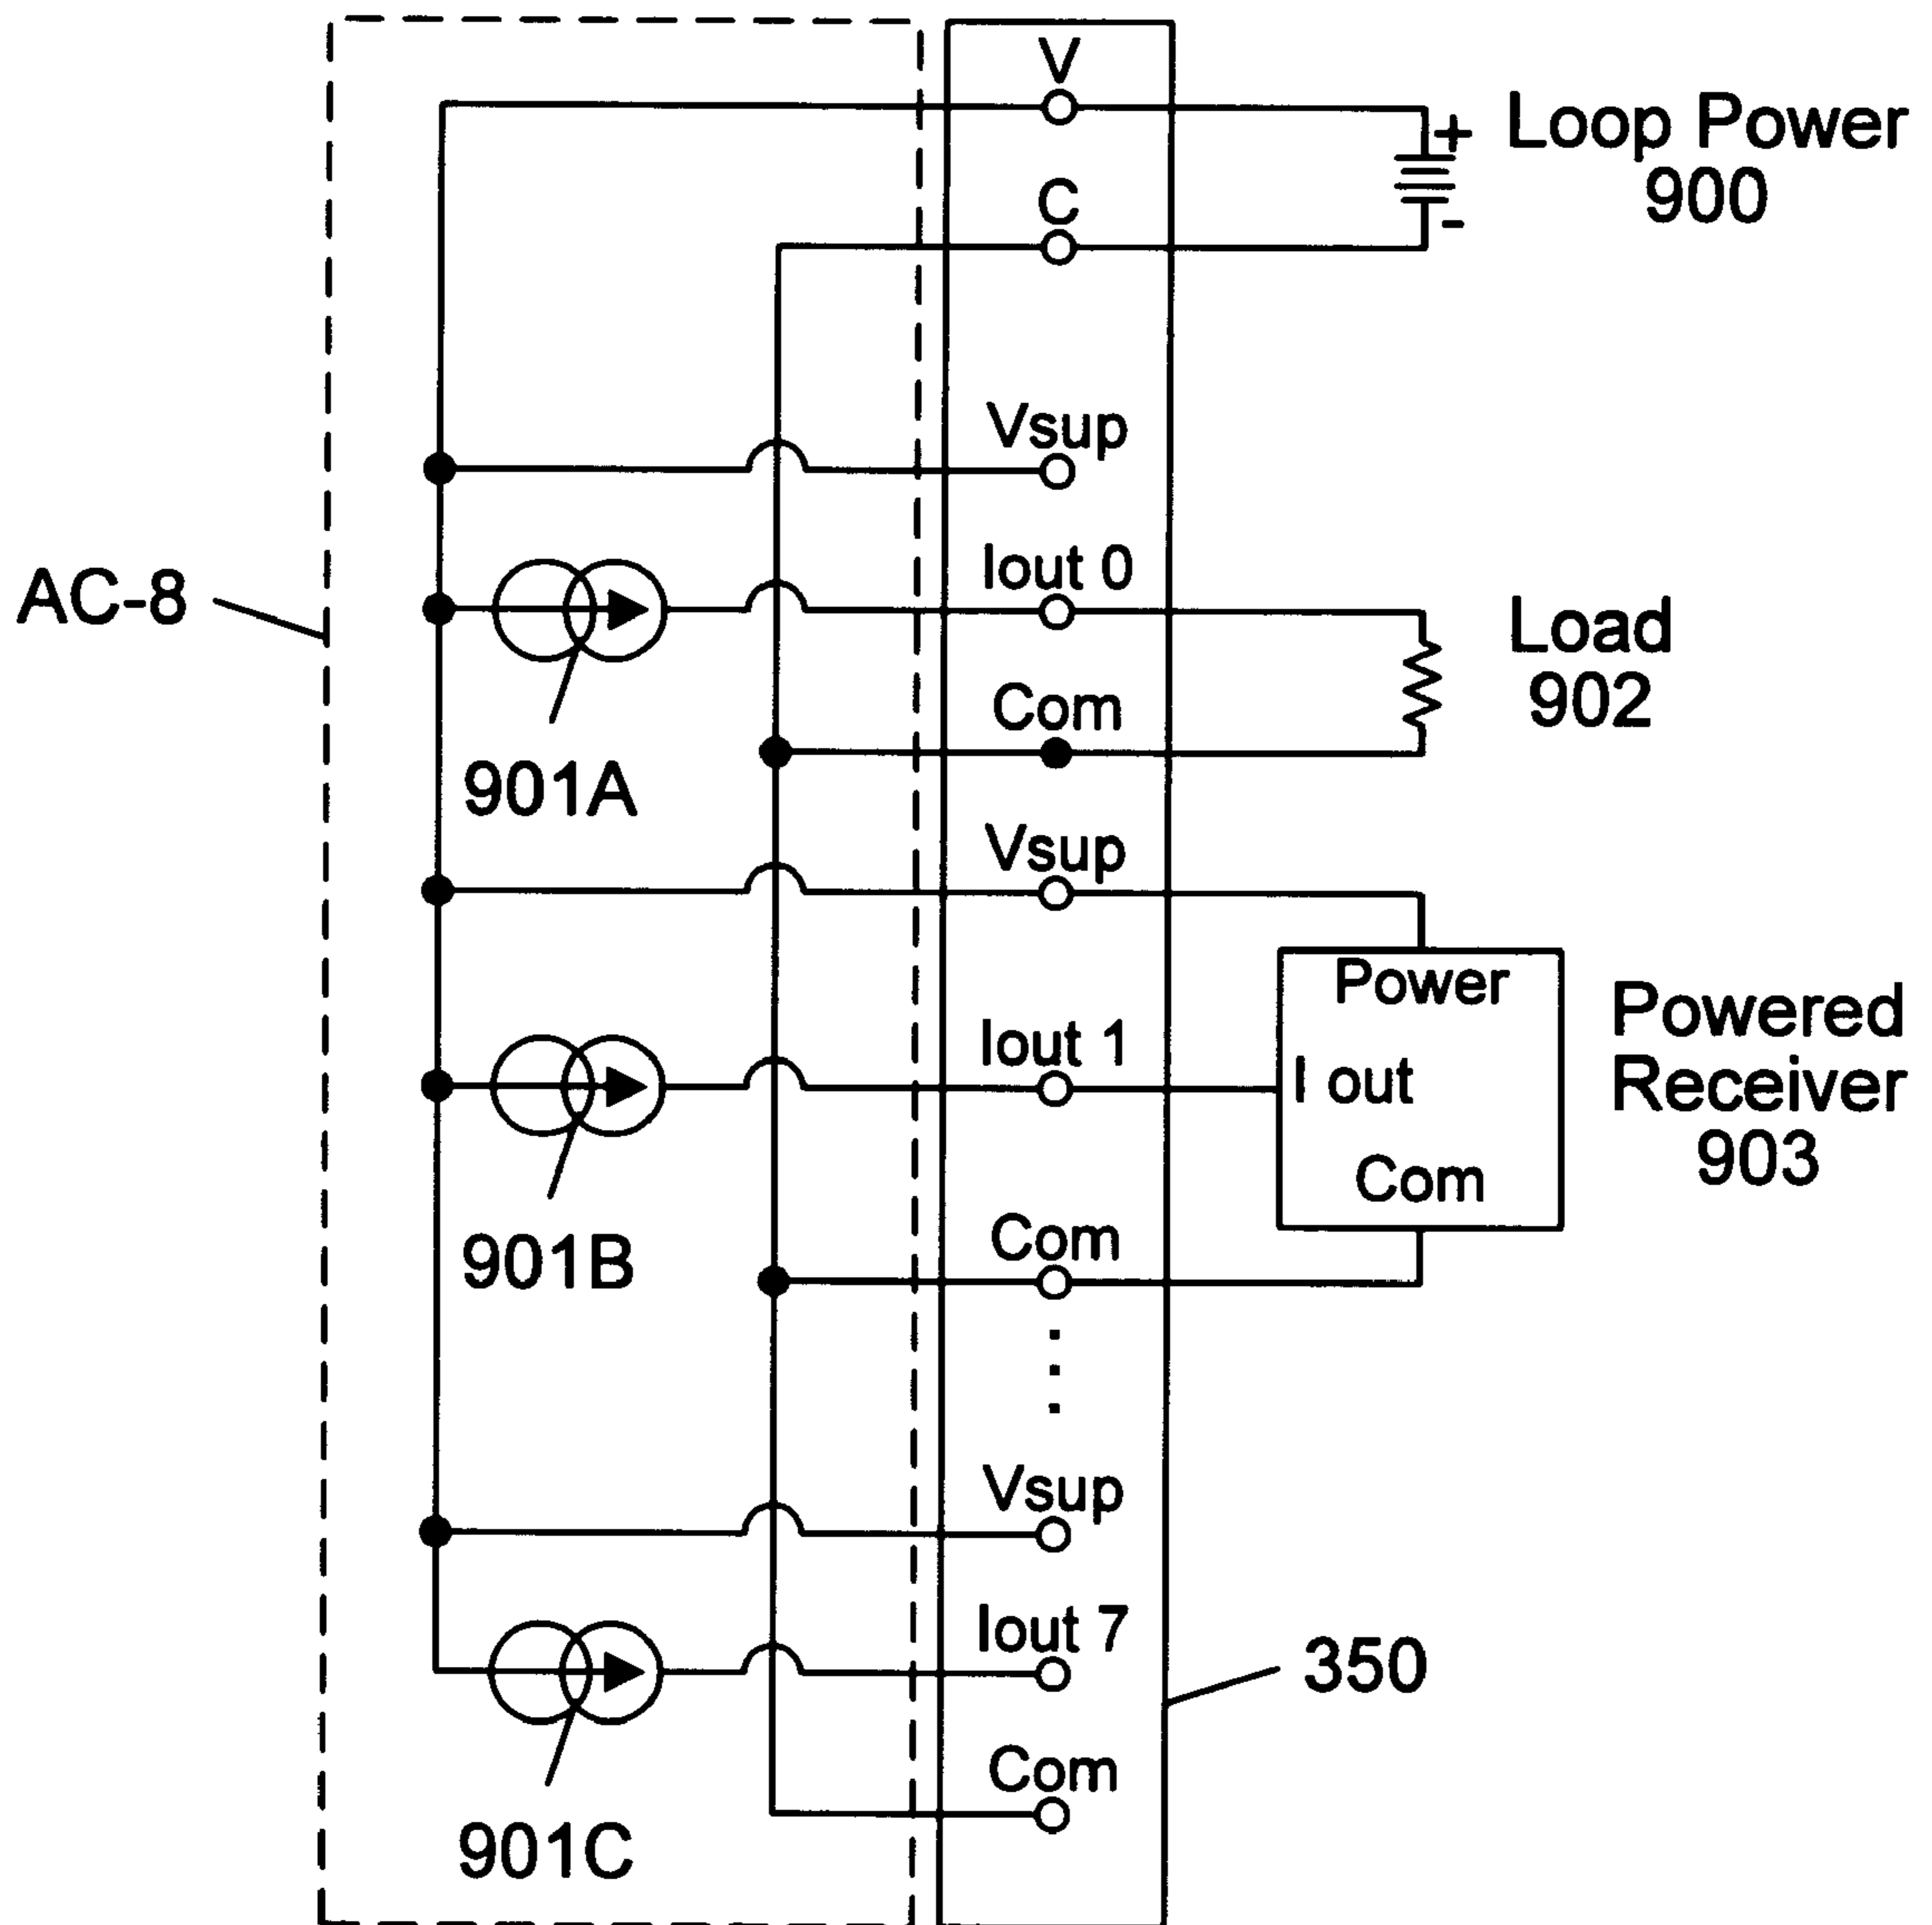 V
+
Loop Power
900
C
-
Vsup
Iout 0
AC-8
Load
902
Com
901A
Vsup
Power
Powered
Iout 1
I out
Receiver
903
Com
Com
901B
Vsup
Iout 7
350
Com
901C